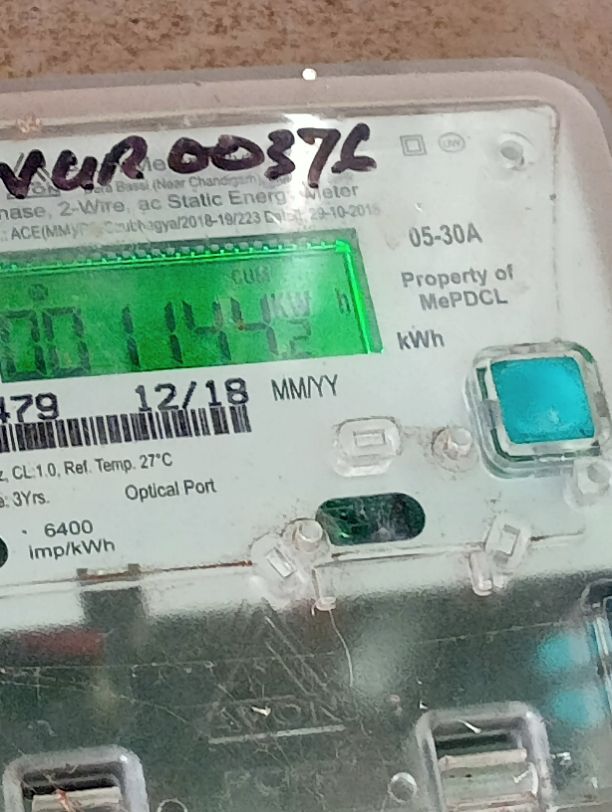 0037L
Bassi (Near Chandigarh)
hase, 2-Wire, ac Static Energy Meter
.: ACE(MM)/ Saubhagya/2018-19/223 Dated. 29-10-2018
05-30A
CUM
Property of
MePDCL
001144.2 kW h
kWh
479 12/18 MM/YY
z, CL:1.0, Ref. Temp. 27°C
e: 3Yrs. Optical Port
6400
imp/kWh